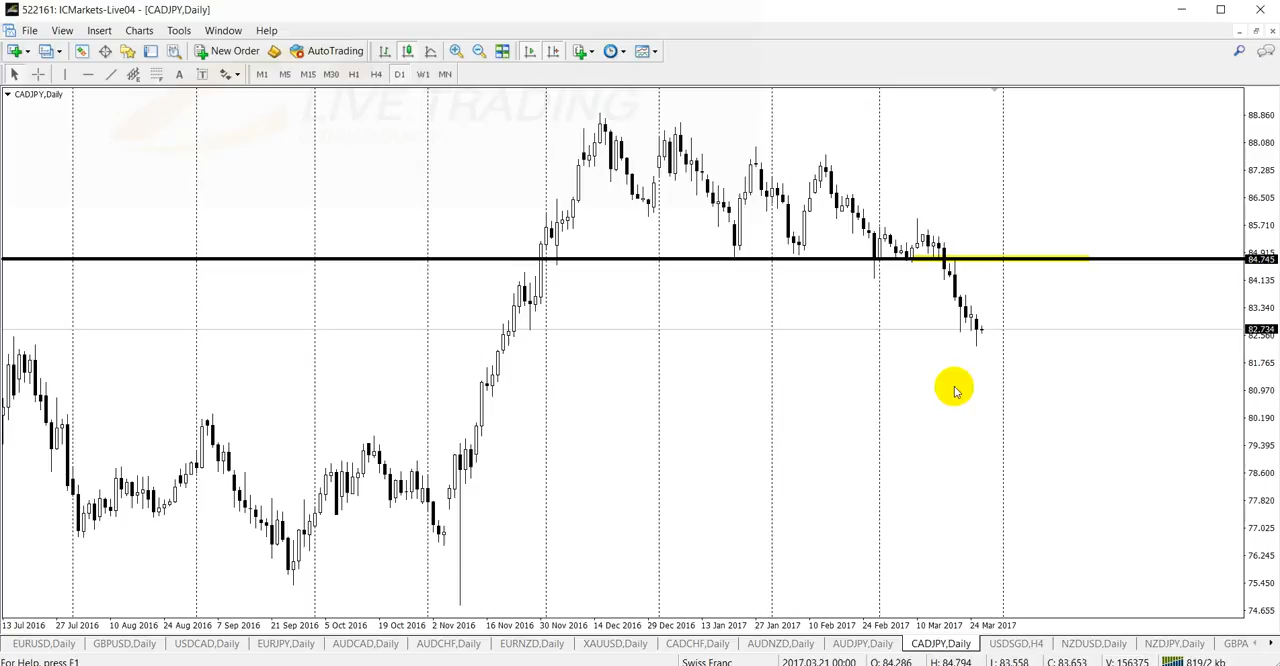 522161: ICMarkets-Live04 - [CADJPY,Daily]
File View Insert Charts Tools Window Help
New Order AutoTrading
A T M1 M5 M15 M30 H1 H4 D1 W1 MN
CADJPY,Daily
LIVE TRADING
88.860
88.080
87.285
86.505
85.710
84.915
84.745
84.135
83.340
82.734
82.560
81.765
80.970
80.190
79.395
78.600
77.820
77.025
76.245
75.450
74.655
13 Jul 2016 27 Jul 2016 10 Aug 2016 24 Aug 2016 7 Sep 2016 21 Sep 2016 5 Oct 2016 19 Oct 2016 2 Nov 2016 16 Nov 2016 30 Nov 2016 14 Dec 2016 29 Dec 2016 13 Jan 2017 27 Jan 2017 10 Feb 2017 24 Feb 2017 10 Mar 2017 24 Mar 2017
EURUSD,Daily GBPUSD,Daily USDCAD,Daily EURJPY,Daily AUDCAD,Daily AUDCHF,Daily EURNZD,Daily XAUUSD,Daily CADCHF,Daily AUDNZD,Daily AUDJPY,Daily CADJPY,Daily USDSGD,H4 NZDUSD,Daily NZDJPY,Daily GBPA
For Help, press F1 Swiss Franc 2017.03.21 00:00 O: 84.286 H: 84.794 L: 83.558 C: 83.653 V: 156375 819/2 kb